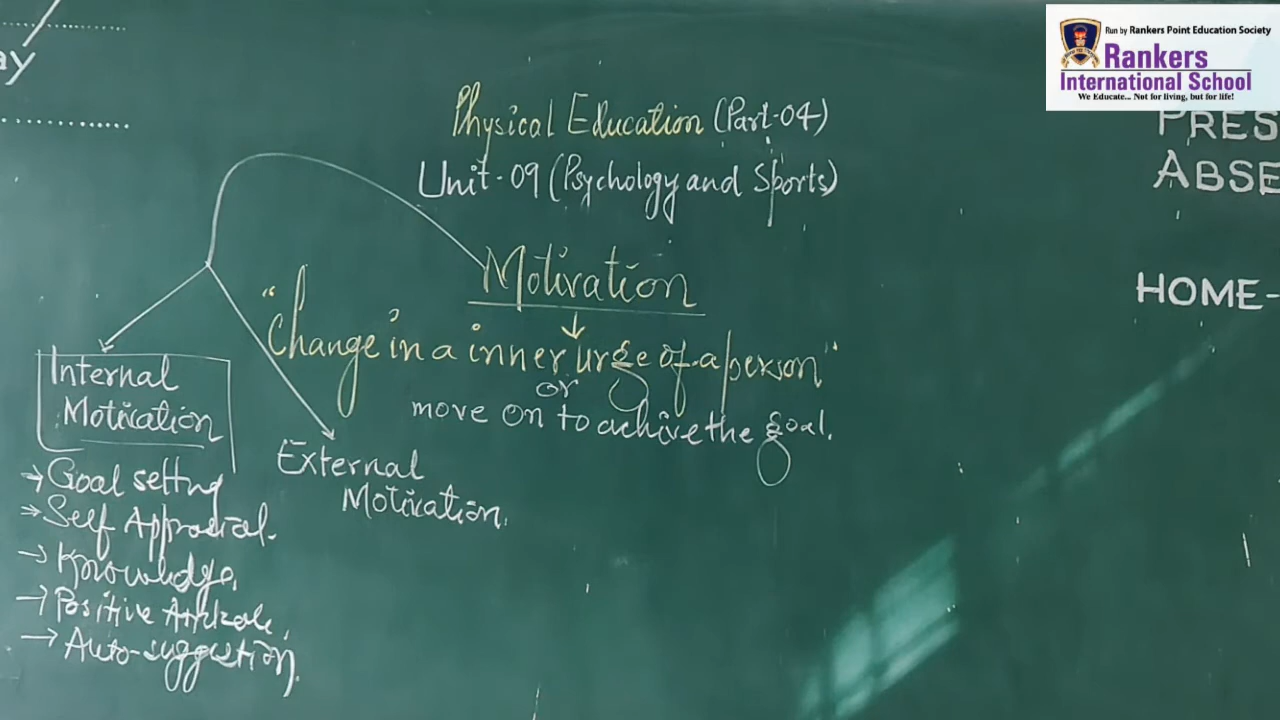 ay
Run by Rankers Point Education Society
Rankers
International School
We Educate... Not for living, but for life!
Physical Education (Part-04)
Unit-09 (Psychology and Sports)
PRES
ABSE
HOME-
Motivation
"Change in a inner urge of a person"
or
move on to achive the goal.
Internal
Motivation
→ Goal setting
→ Self Approsial.
→ Knowledge.
→ Positive Attitude.
→ Auto-suggestion.
External
Motivation.